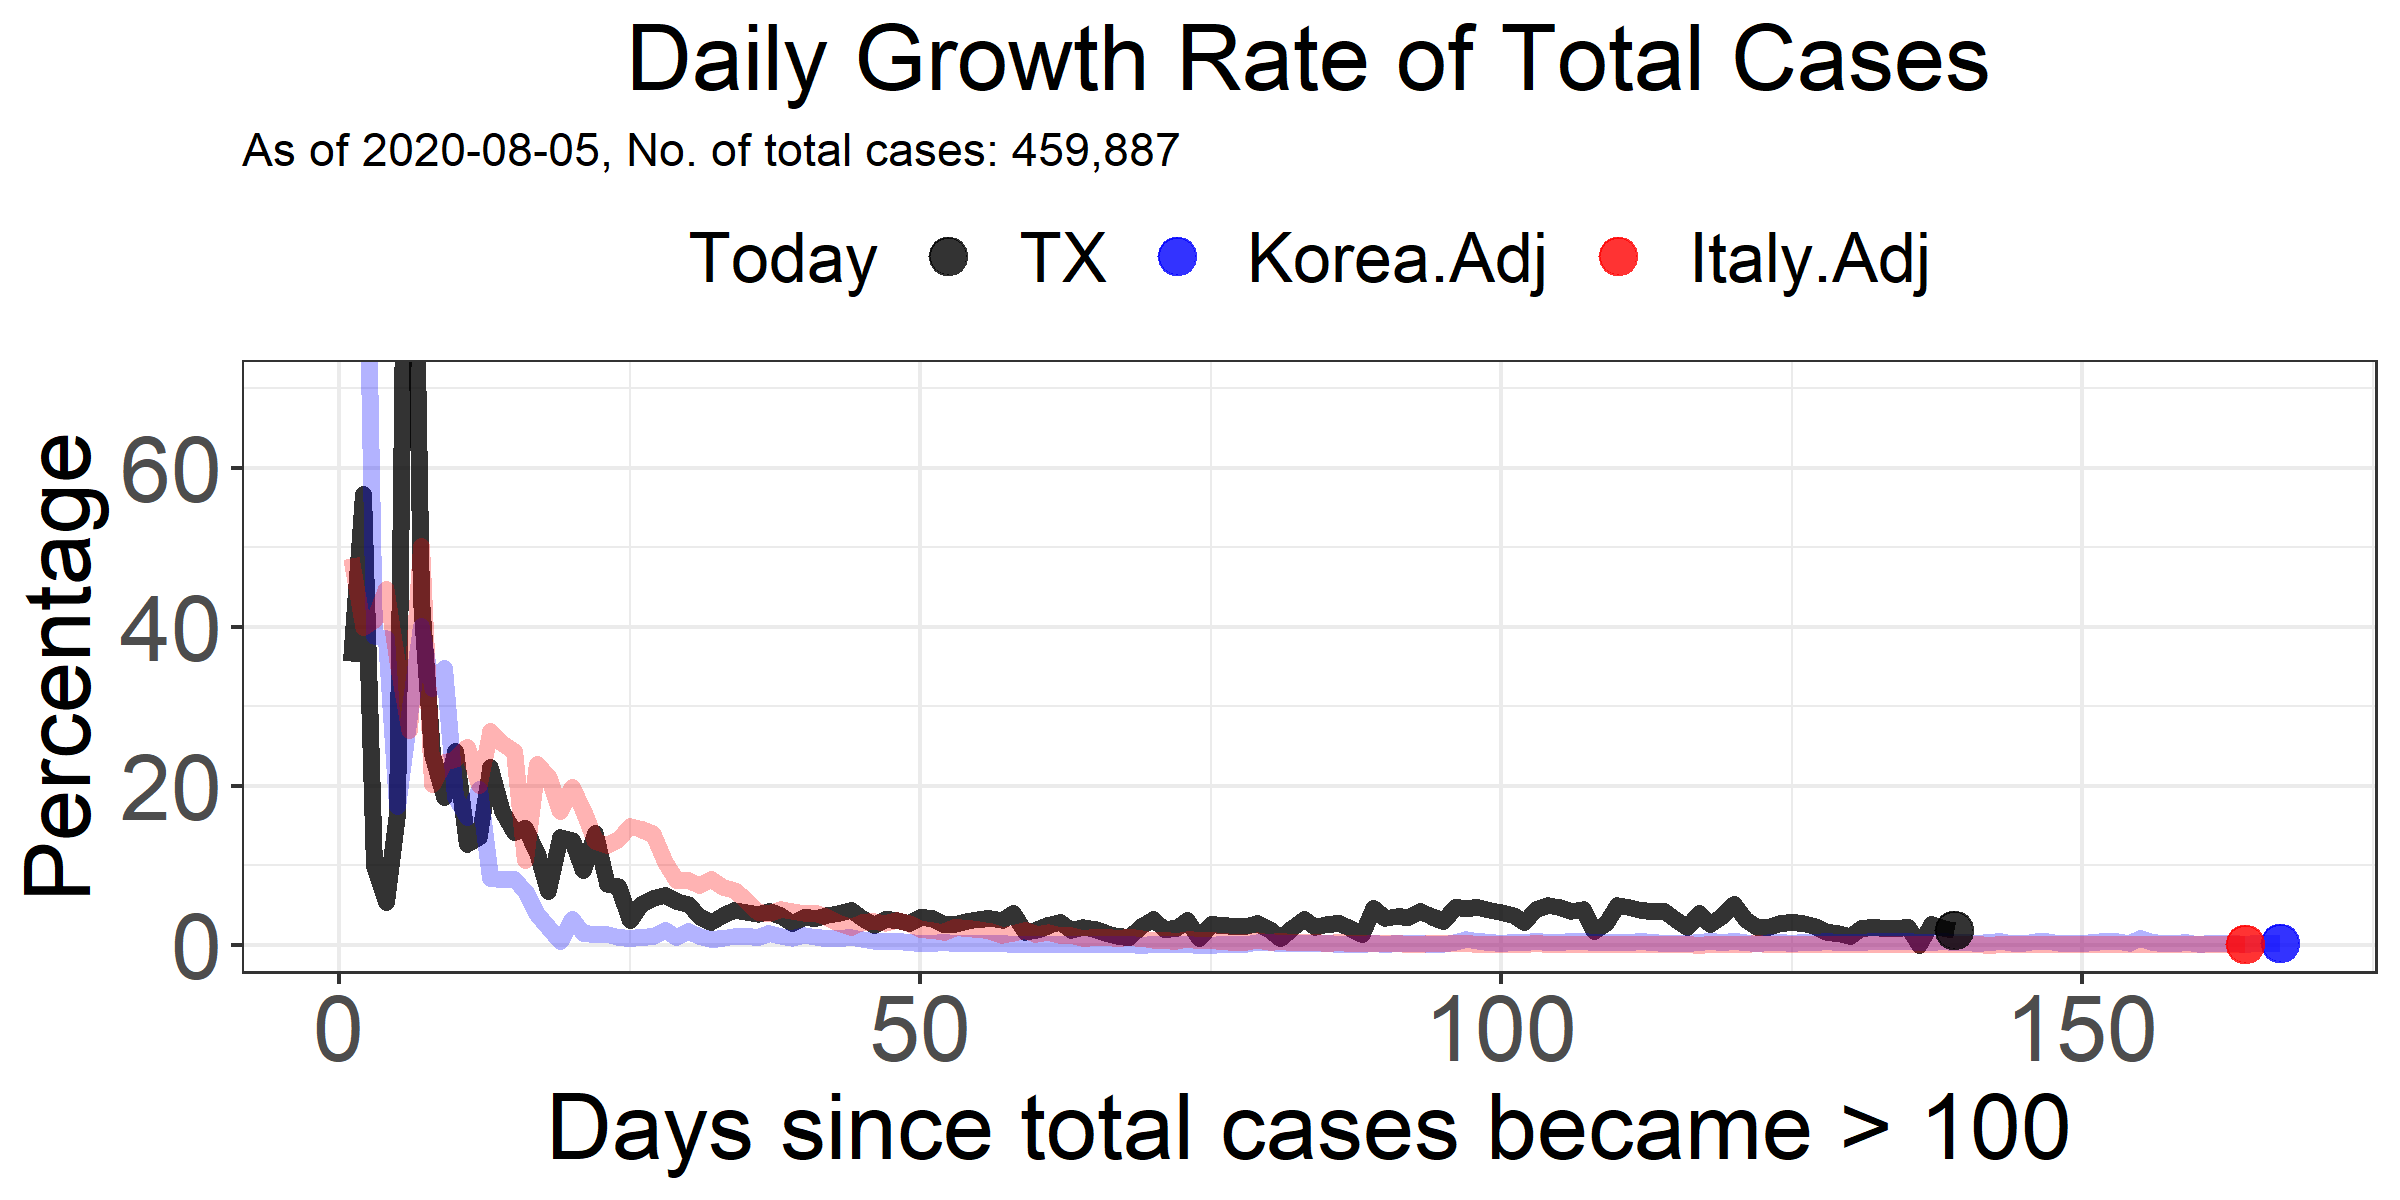 Daily Growth Rate of Total Cases
As of 2020-08-05, No. of total cases: 459,887
Today TX Korea.Adj Italy.Adj
Percentage
60
40
20
0
0 50 100 150
Days since total cases became > 100